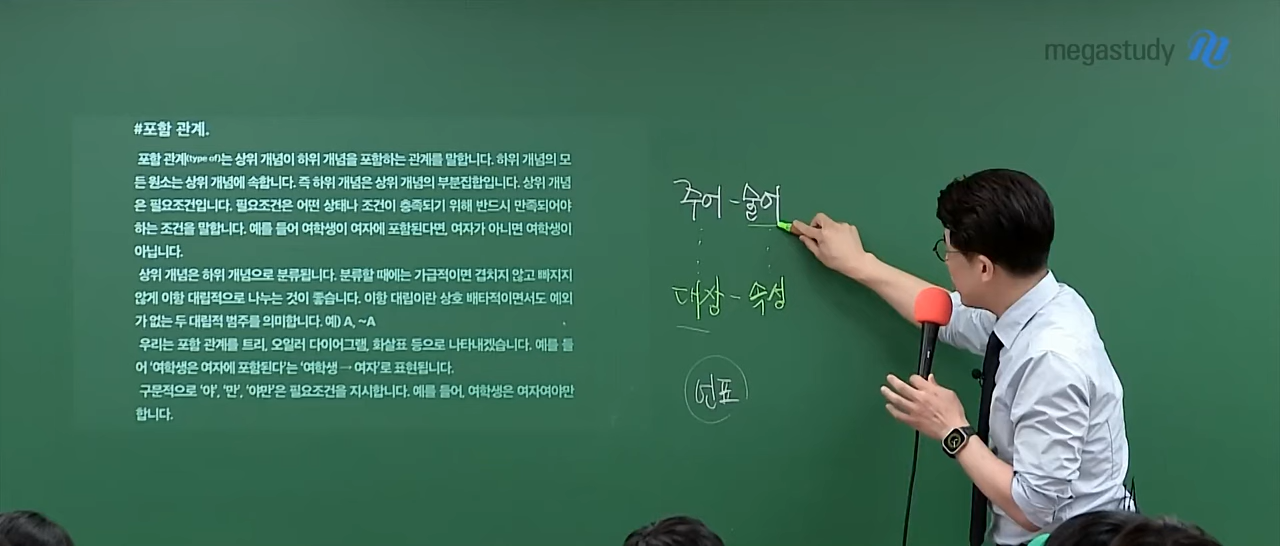 megastudy
#포함 관계.
포함 관계(type of)는 상위 개념이 하위 개념을 포함하는 관계를 말합니다. 하위 개념의 모
든 원소는 상위 개념에 속합니다. 즉 하위 개념은 상위 개념의 부분집합입니다. 상위 개념
은 필요조건입니다. 필요조건은 어떤 상태나 조건이 충족되기 위해 반드시 만족되어야
하는 조건을 말합니다. 예를 들어 여학생이 여자에 포함된다면, 여자가 아니면 여학생이
아닙니다.
상위 개념은 하위 개념으로 분류됩니다. 분류할 때에는 가급적이면 겹치지 않고 빠지지
않게 이항 대립적으로 나누는 것이 좋습니다. 이항 대립이란 상호 배타적이면서도 예외
가 없는 두 대립적 범주를 의미합니다. 예) A, ~A
우리는 포함 관계를 트리, 오일러 다이어그램, 화살표 등으로 나타내겠습니다. 예를 들
어 '여학생은 여자에 포함된다'는 '여학생 → 여자'로 표현됩니다.
구문적으로 '야', '만', '야만'은 필요조건을 지시합니다. 예를 들어, 여학생은 여자여야만
합니다.
주어 - 술어
대상 - 속성
언표